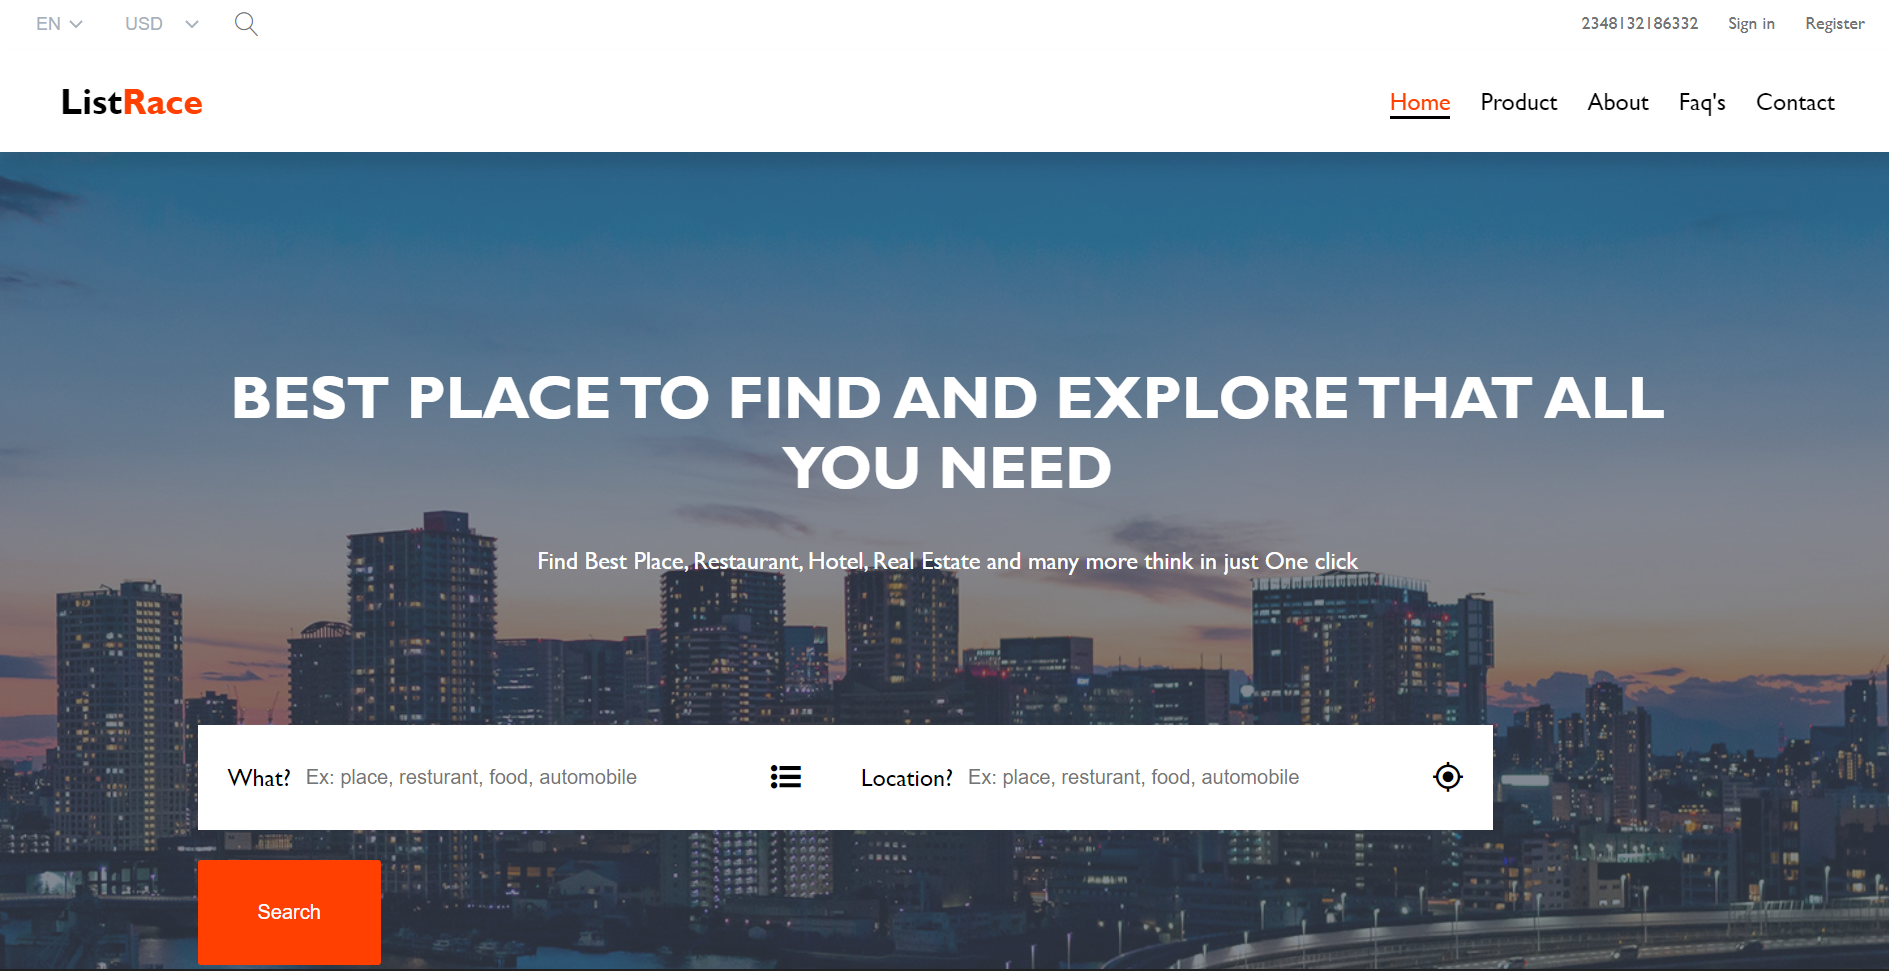 EN USD 2348132186332 Sign in Register
ListRace Home Product About Faq's Contact
BEST PLACE TO FIND AND EXPLORE THAT ALL
YOU NEED
Find Best Place, Restaurant, Hotel, Real Estate and many more think in just One click
What? Ex: place, resturant, food, automobile Location? Ex: place, resturant, food, automobile
Search